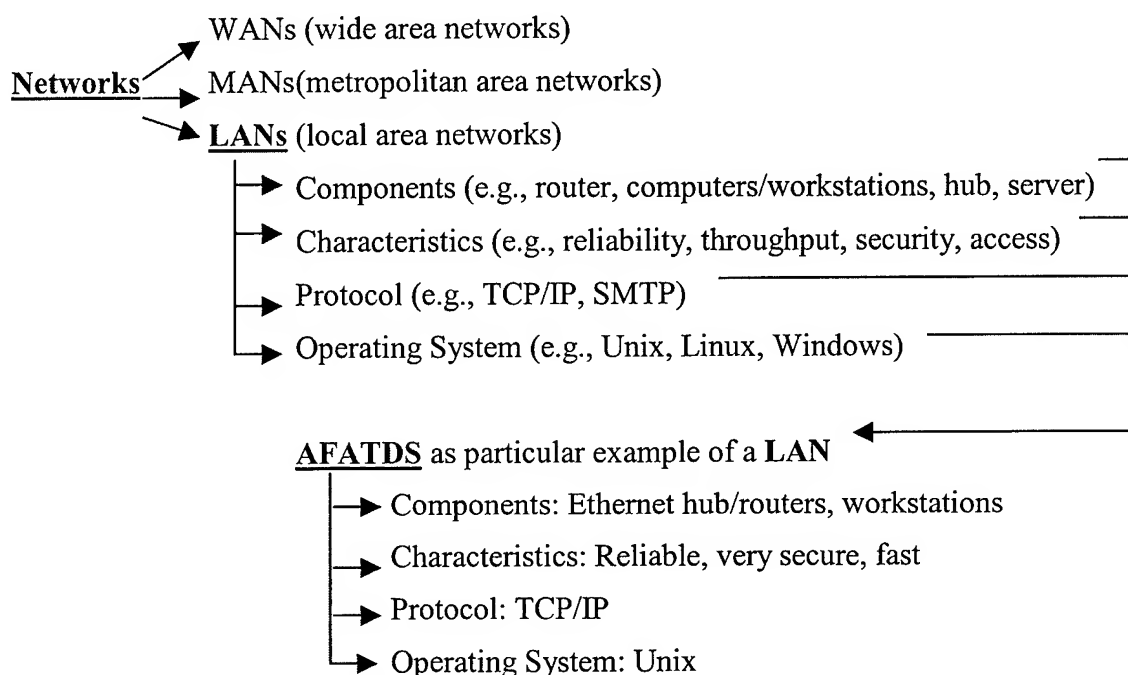 WANs (wide area networks)
Networks
MANs(metropolitan area networks)
LANs (local area networks)
Components (e.g., router, computers/workstations, hub, server)
Characteristics (e.g., reliability, throughput, security, access)
Protocol (e.g., TCP/IP, SMTP)
Operating System (e.g., Unix, Linux, Windows)
AFATDS as particular example of a LAN
Components: Ethernet hub/routers, workstations
Characteristics: Reliable, very secure, fast
Protocol: TCP/IP
Operating System: Unix